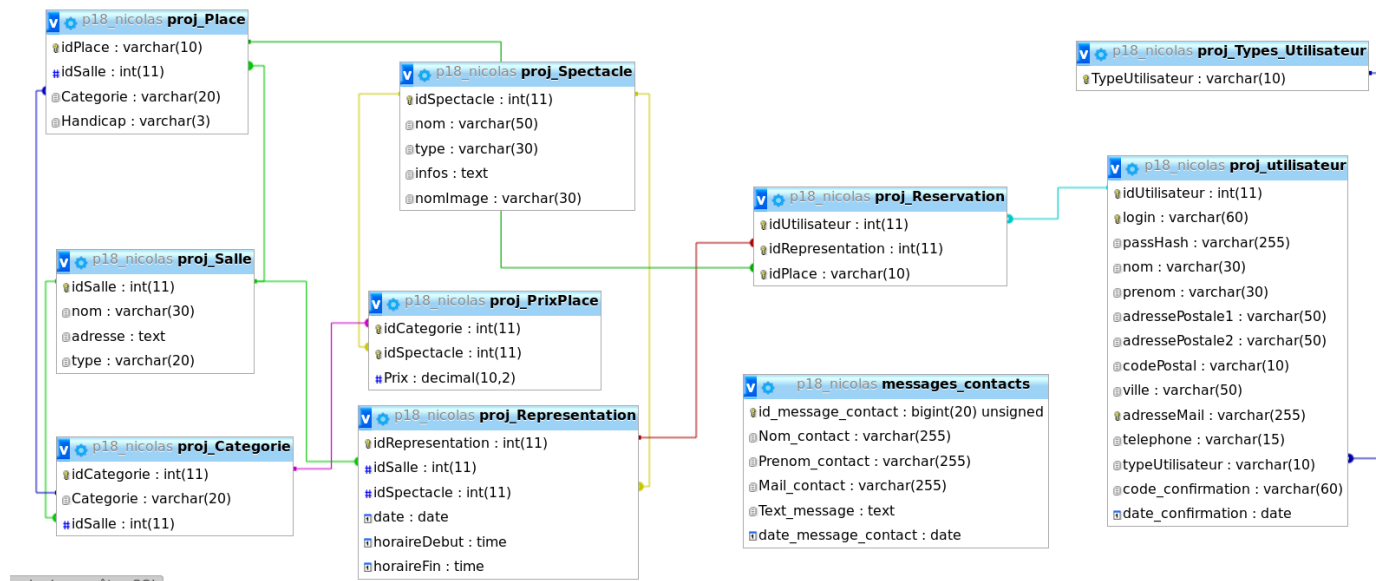 p18_nicolas proj_Place
idPlace : varchar(10)
idSalle : int(11)
Categorie : varchar(20)
Handicap : varchar(3)
p18_nicolas proj_Spectacle
idSpectacle : int(11)
nom : varchar(50)
type : varchar(30)
infos : text
nomImage : varchar(30)
p18_nicolas proj_Types_Utilisateur
TypeUtilisateur : varchar(10)
p18_nicolas proj_utilisateur
idUtilisateur : int(11)
login : varchar(60)
passHash : varchar(255)
nom : varchar(30)
prenom : varchar(30)
adressePostale1 : varchar(50)
adressePostale2 : varchar(50)
codePostal : varchar(10)
ville : varchar(50)
adresseMail : varchar(255)
telephone : varchar(15)
typeUtilisateur : varchar(10)
code_confirmation : varchar(60)
date_confirmation : date
p18_nicolas proj_Reservation
idUtilisateur : int(11)
idRepresentation : int(11)
idPlace : varchar(10)
p18_nicolas proj_Salle
idSalle : int(11)
nom : varchar(30)
adresse : text
type : varchar(20)
p18_nicolas proj_PrixPlace
idCategorie : int(11)
idSpectacle : int(11)
Prix : decimal(10,2)
p18_nicolas messages_contacts
id_message_contact : bigint(20) unsigned
Nom_contact : varchar(255)
Prenom_contact : varchar(255)
Mail_contact : varchar(255)
Text_message : text
date_message_contact : date
p18_nicolas proj_Representation
idRepresentation : int(11)
idSalle : int(11)
idSpectacle : int(11)
date : date
horaireDebut : time
horaireFin : time
p18_nicolas proj_Categorie
idCategorie : int(11)
Categorie : varchar(20)
idSalle : int(11)